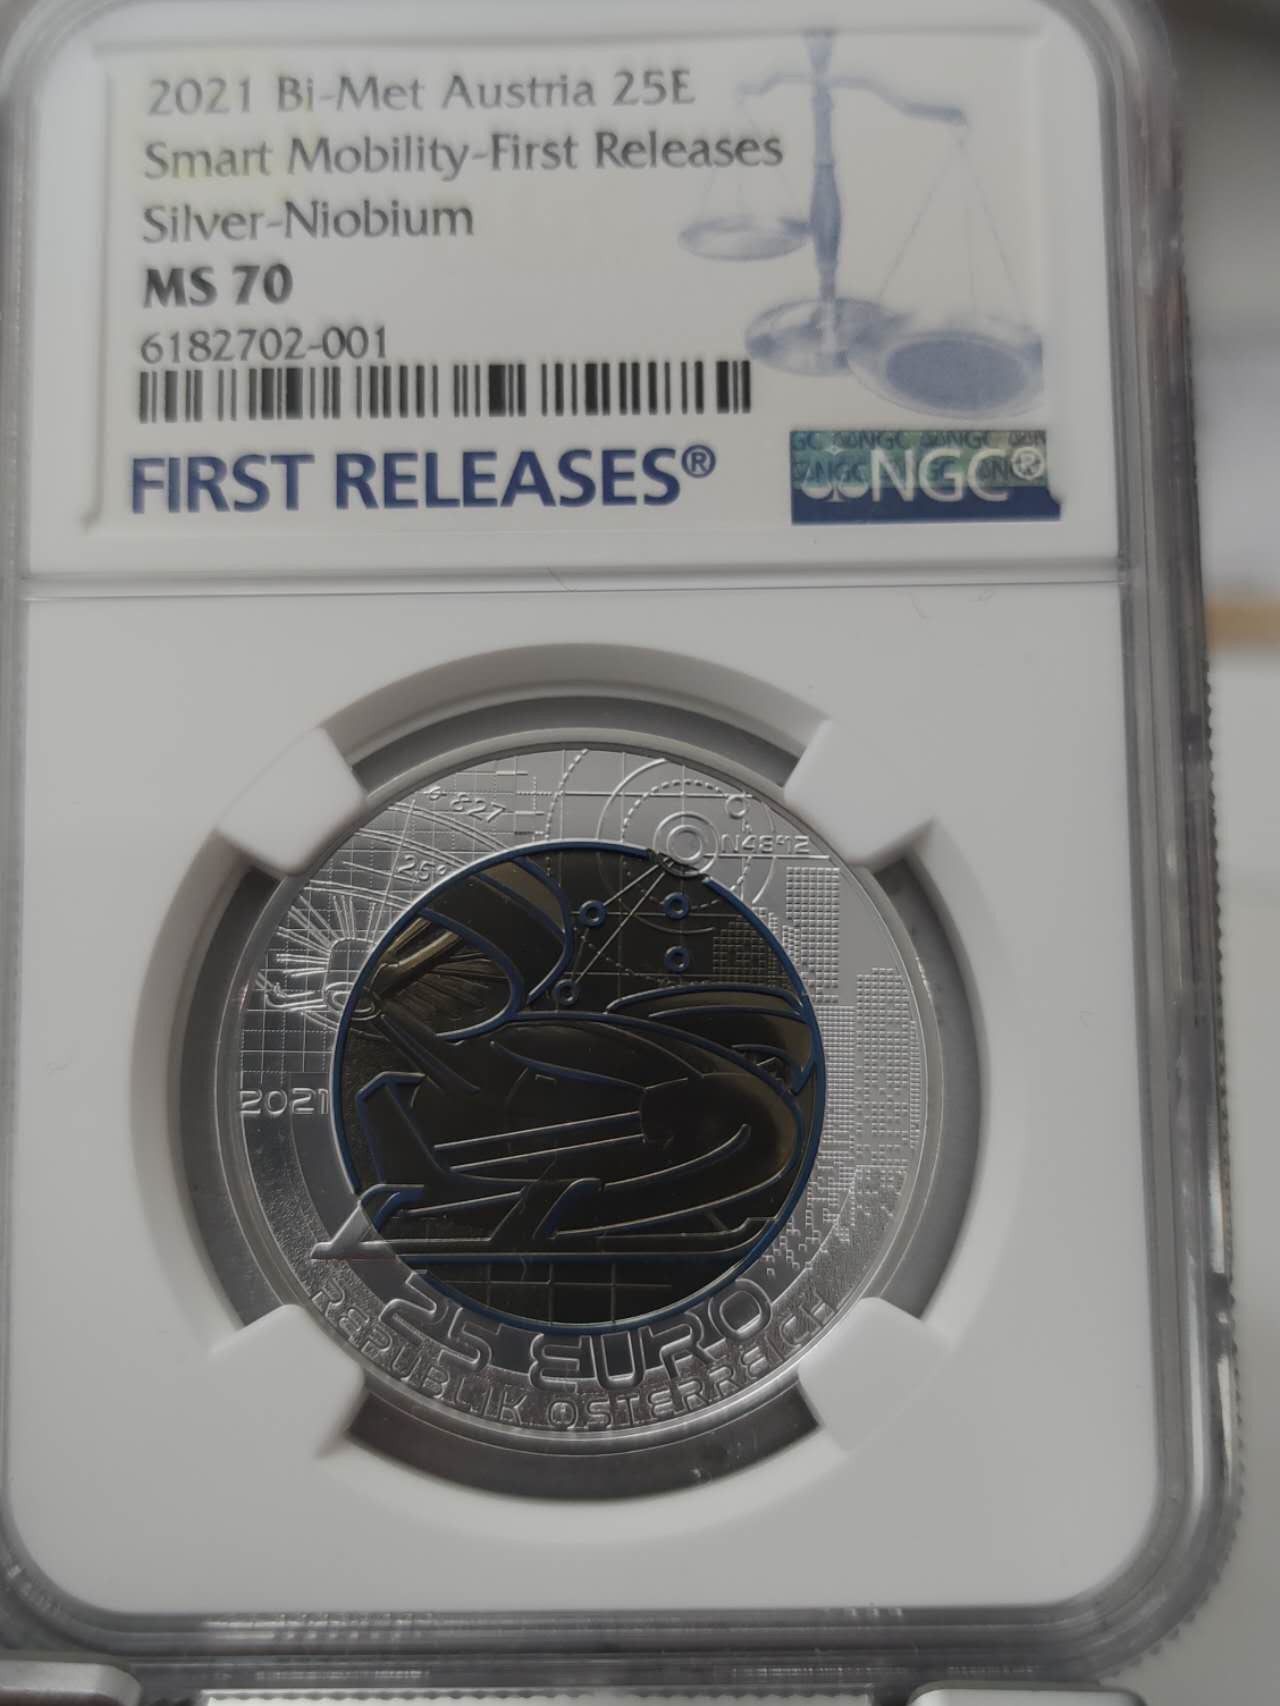 2021 Bi-Met Austria 25E
Smart Mobility-First Releases
Silver-Niobium
MS 70
6182702-001
FIRST RELEASES®
NGC®
827
25°
N48°12
2021
25 EURO
REPUBLIK ÖSTERREICH